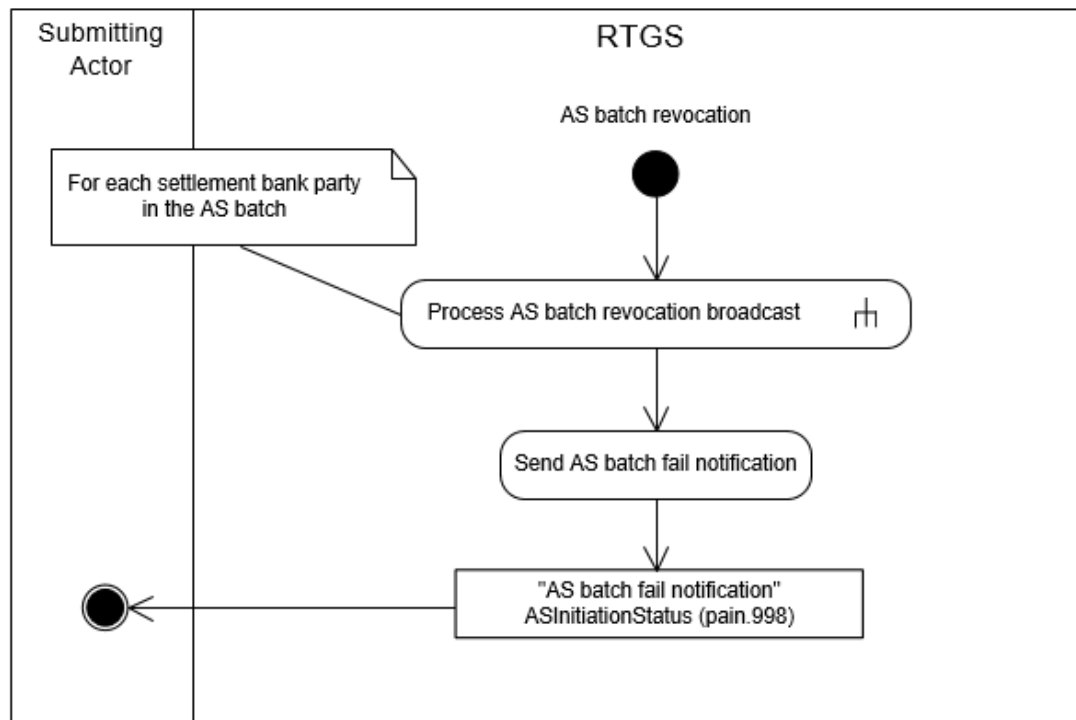 Submitting
Actor
RTGS
AS batch revocation
For each settlement bank party
in the AS batch
Process AS batch revocation broadcast
Send AS batch fail notification
"AS batch fail notification"
ASInitiationStatus (pain.998)